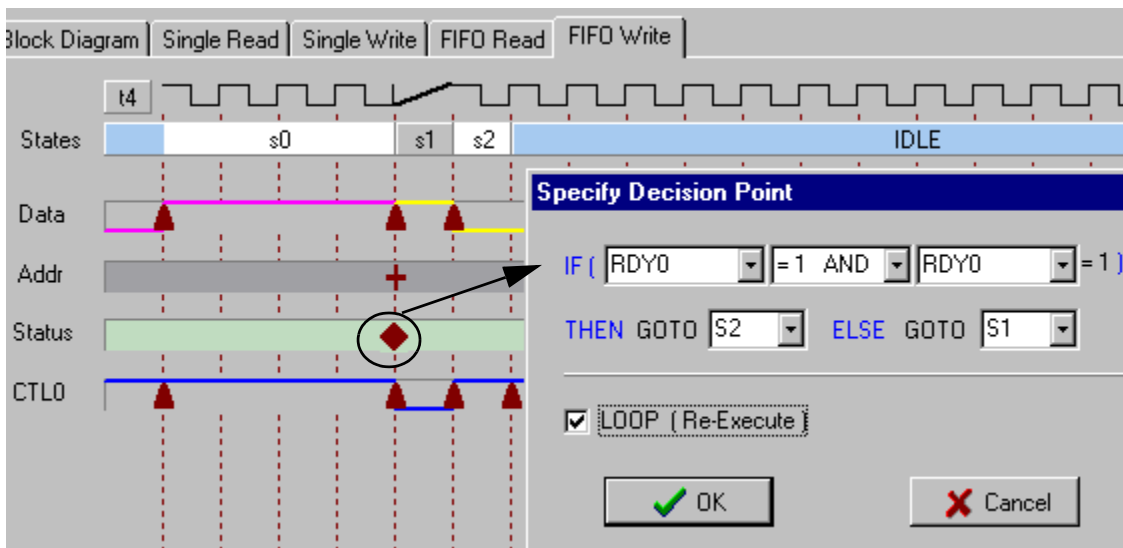 Block Diagram Single Read Single Write FIFO Read FIFO Write
t4
States s0 s1 s2 IDLE
Specify Decision Point
Data
IF ( RDY0 = 1 AND RDY0 = 1 )
Addr
Status THEN GOTO S2 ELSE GOTO S1
CTL0
LOOP ( Re-Execute )
OK Cancel